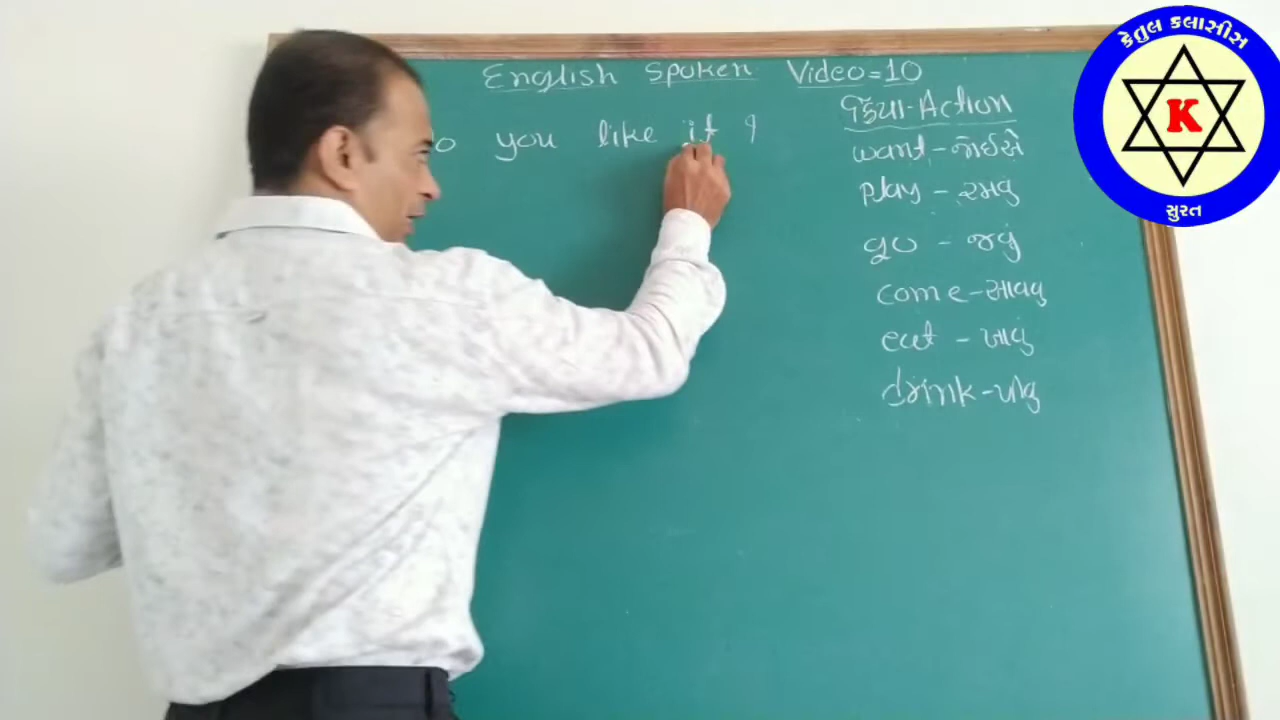 English Spoken Video=10
o you like it ?
ક્રિયા-Action
want - જોઈએ
play - રમવું
go - જવું
come - આવવુ
eat - ખાવું
drink - પીવું
કેતુલ કલાસીસ
K
સુરત